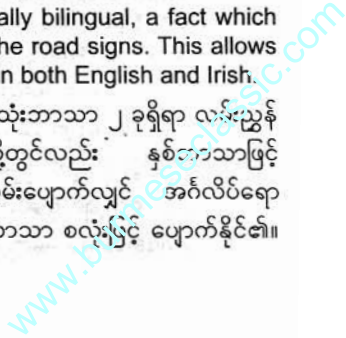 ally bilingual, a fact which
he road signs. This allows
n both English and Irish.
သုံးဘာသာ ၂ ခုရှိရာ လမ်းညွှန်
တွင်လည်း နှစ်ဘာသာဖြင့်
မ်းပျောက်လျှင် အင်္ဂလိပ်ရော
ဘာသာ စလုံးဖြင့် ပျောက်နိုင်၏။
www.burmeseclassic.com